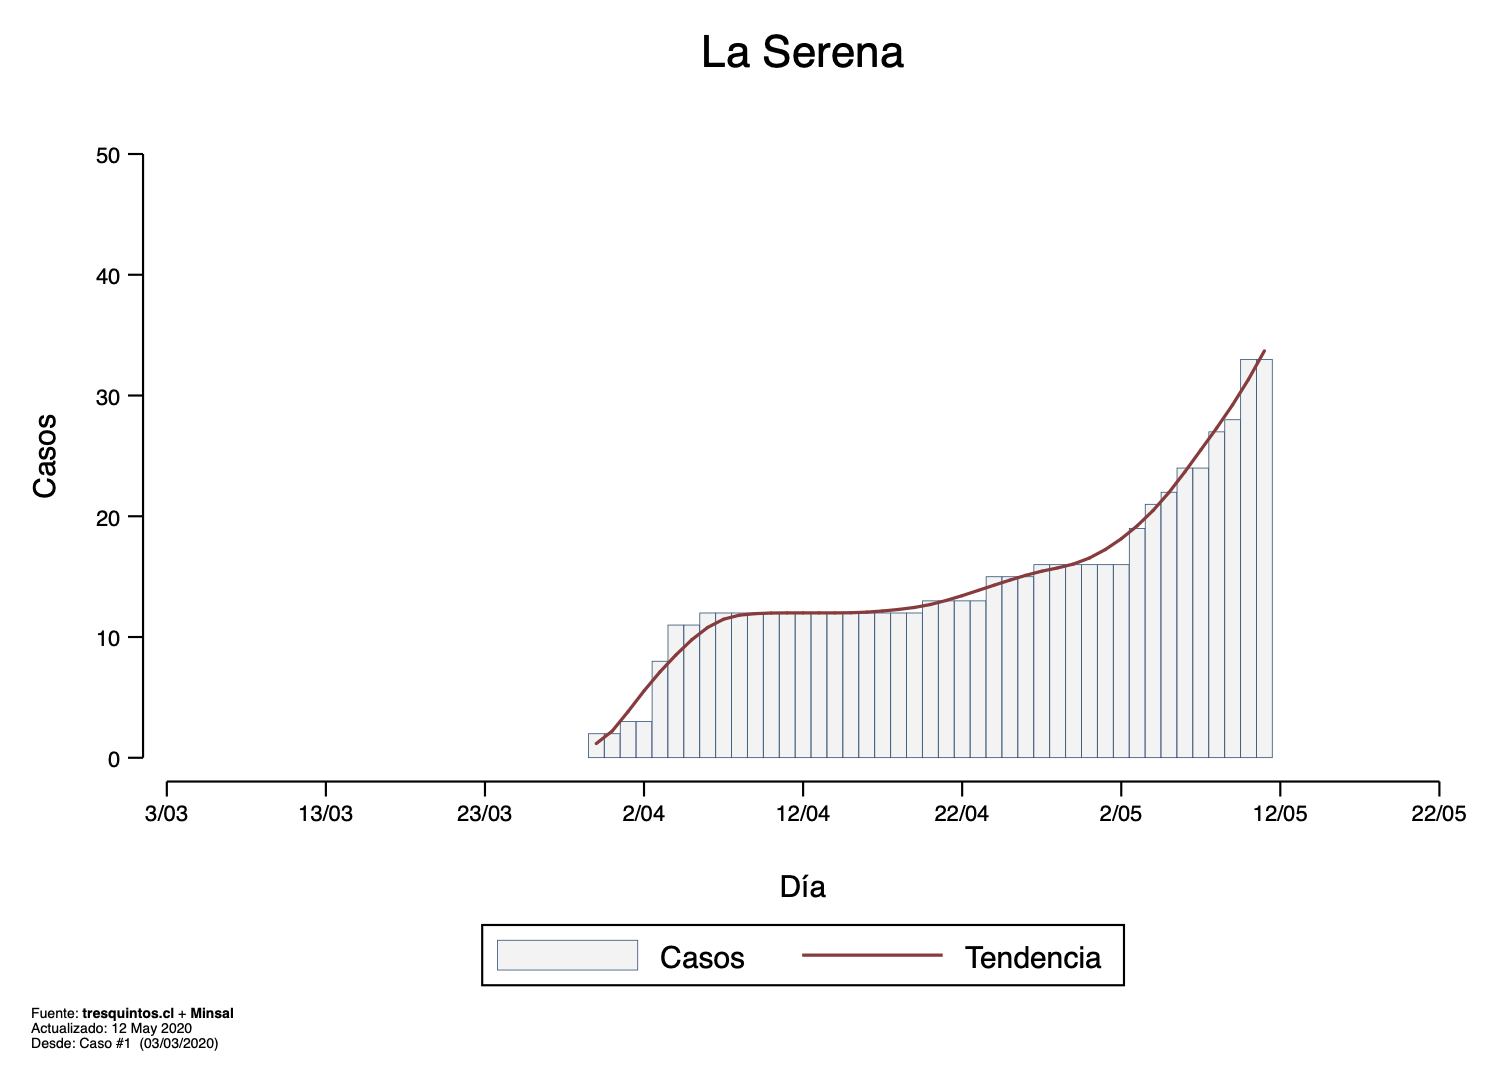 La Serena
50
40
30
20
10
0
Casos
3/03 13/03 23/03 2/04 12/04 22/04 2/05 12/05 22/05
Día
Casos Tendencia
Fuente: tresquintos.cl + Minsal
Actualizado: 12 May 2020
Desde: Caso #1 (03/03/2020)